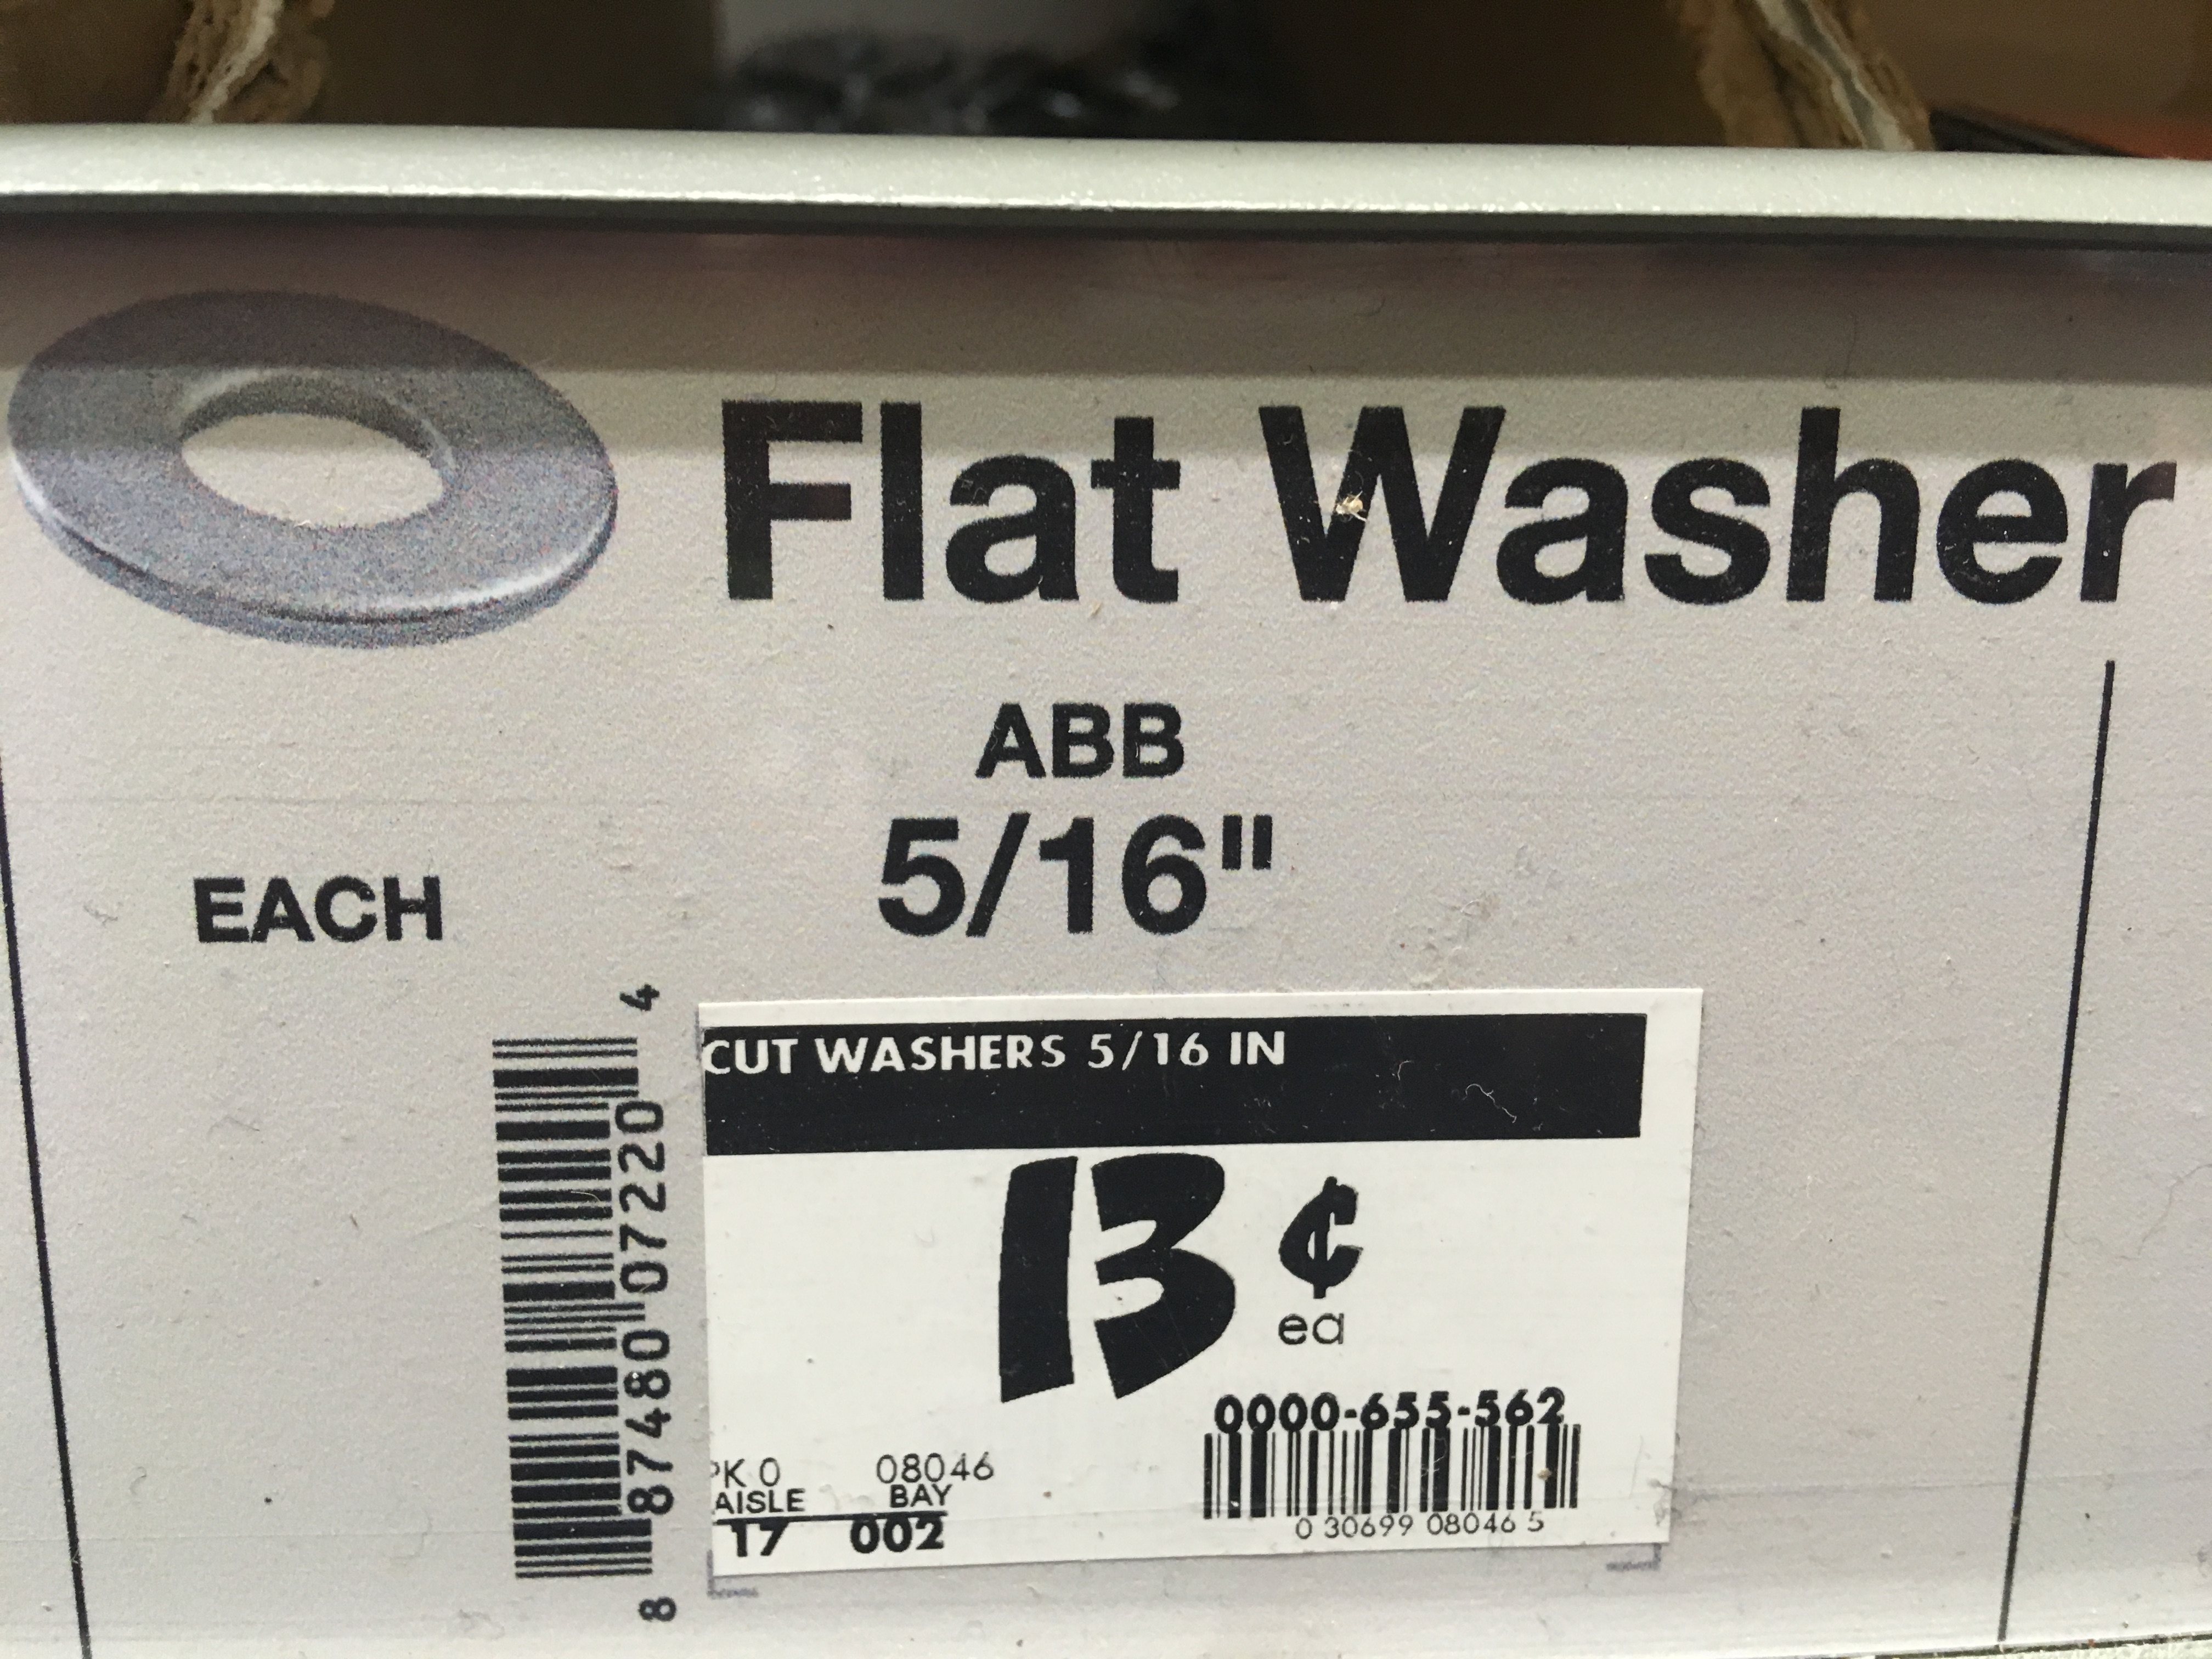 Flat Washer
ABB
5/16"
EACH
8 87480 07220 4
CUT WASHERS 5/16 IN
13 ¢
ea
0000-655-562
PK 0 08046
AISLE BAY
17 002
0 30699 08046 5